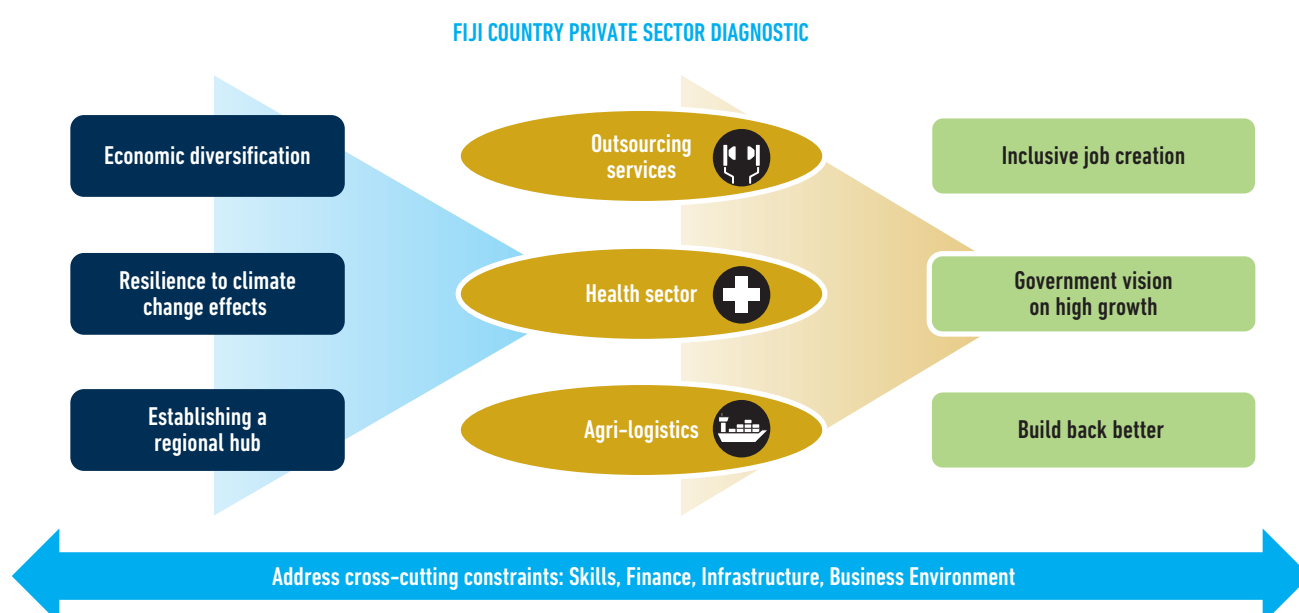 FIJI COUNTRY PRIVATE SECTOR DIAGNOSTIC
Economic diversification
Outsourcing
services
Inclusive job creation
Resilience to climate
change effects
Health sector
Government vision
on high growth
Establishing a
regional hub
Agri-logistics
Build back better
Address cross-cutting constraints: Skills, Finance, Infrastructure, Business Environment